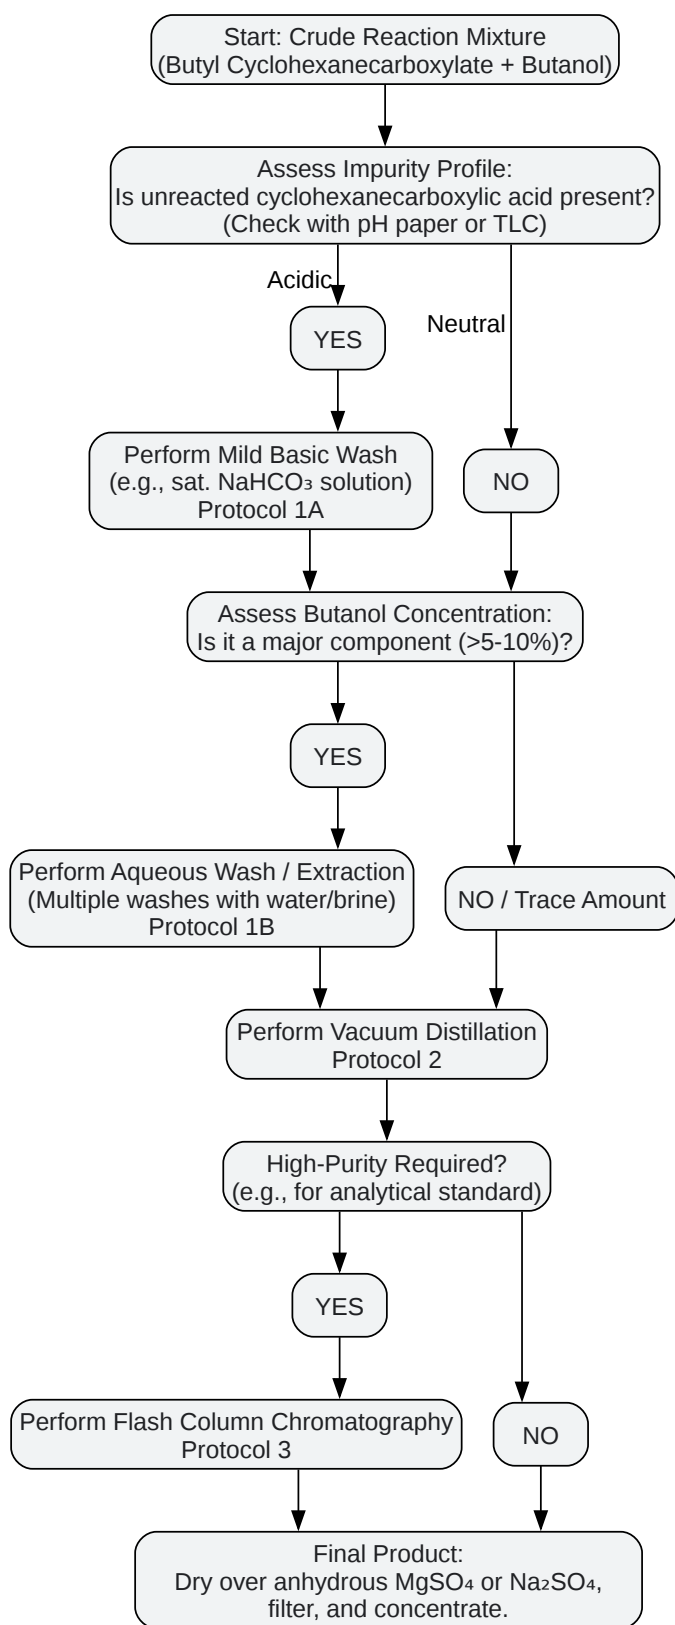 Start: Crude Reaction Mixture
(Butyl Cyclohexanecarboxylate + Butanol)
Assess Impurity Profile:
Is unreacted cyclohexanecarboxylic acid present?
(Check with pH paper or TLC)
Acidic
Neutral
YES
Perform Mild Basic Wash
(e.g., sat. NaHCO₃ solution)
Protocol 1A
NO
Assess Butanol Concentration:
Is it a major component (>5-10%)?
YES
Perform Aqueous Wash / Extraction
(Multiple washes with water/brine)
Protocol 1B
NO / Trace Amount
Perform Vacuum Distillation
Protocol 2
High-Purity Required?
(e.g., for analytical standard)
YES
Perform Flash Column Chromatography
Protocol 3
NO
Final Product:
Dry over anhydrous MgSO₄ or Na₂SO₄,
filter, and concentrate.